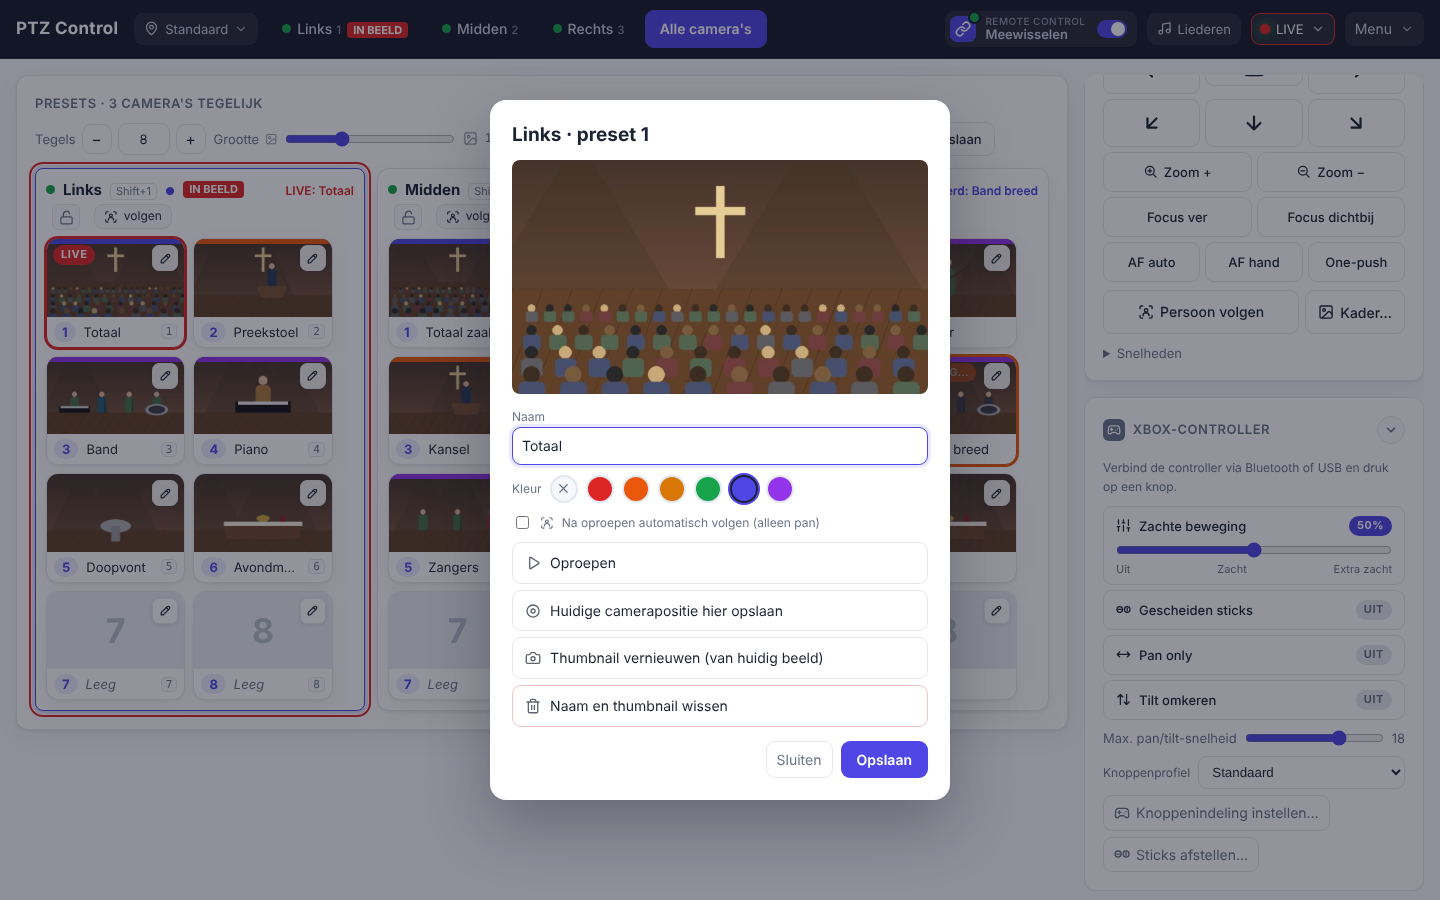 PTZ Control
Standaard
Links 1 IN BEELD
Midden 2
Rechts 3
Alle camera's
REMOTE CONTROL
Meewisselen
Liederen
LIVE
Menu
PRESETS · 3 CAMERA'S TEGELIJK
Tegels − 8 + Grootte
Links Shift+1 IN BEELD LIVE: Totaal
volgen
LIVE
1 Totaal 1
2 Preekstoel 2
3 Band 3
4 Piano 4
5 Doopvont 5
6 Avondm... 6
7
7 Leeg 7
8
8 Leeg 8
Midden
1 Totaal zaal
3 Kansel
5 Zangers
7
7 Leeg
Band breed
breed
Links · preset 1
Naam
Totaal
Kleur
Na oproepen automatisch volgen (alleen pan)
Oproepen
Huidige camerapositie hier opslaan
Thumbnail vernieuwen (van huidig beeld)
Naam en thumbnail wissen
Sluiten
Opslaan
Zoom +
Zoom −
Focus ver
Focus dichtbij
AF auto
AF hand
One-push
Persoon volgen
Kader...
Snelheden
XBOX-CONTROLLER
Verbind de controller via Bluetooth of USB en druk
op een knop.
Zachte beweging 50%
Uit Zacht Extra zacht
Gescheiden sticks UIT
Pan only UIT
Tilt omkeren UIT
Max. pan/tilt-snelheid 18
Knoppenprofiel Standaard
Knoppenindeling instellen...
Sticks afstellen...